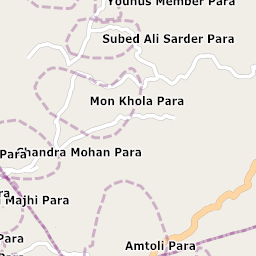 Younus Member Para
Subed Ali Sarder Para
Mon Khola Para
Para
Chandra Mohan Para
Majhi Para
Para
Amtoli Para